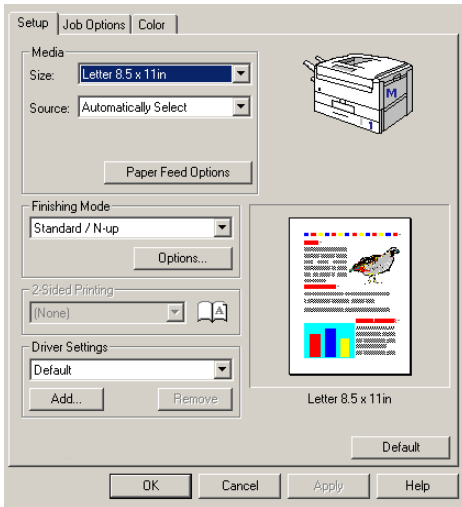 Setup
Job Options
Color
Media
Size:
Letter 8.5 x 11in
Source:
Automatically Select
Paper Feed Options
M
1
Finishing Mode
Standard / N-up
Options...
2-Sided Printing
(None)
A
Driver Settings
Default
Add...
Remove
Letter 8.5 x 11in
Default
OK
Cancel
Apply
Help